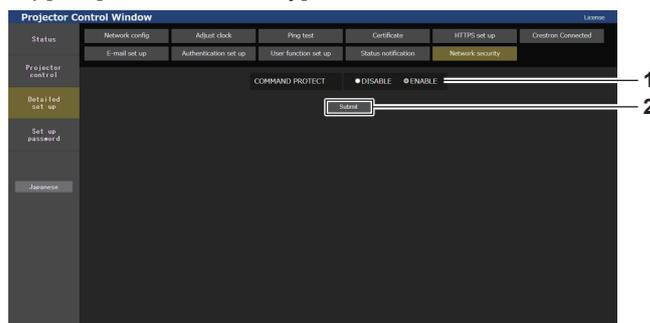 Projector Control Window License
Status Network config Adjust clock Ping test Certificate HTTPS set up Crestron Connected
E-mail set up Authentication set up User function set up Status notification Network security
Projector
control
COMMAND PROTECT DISABLE ENABLE 1
Detailed
set up
Submit 2
Set up
password
Japanese